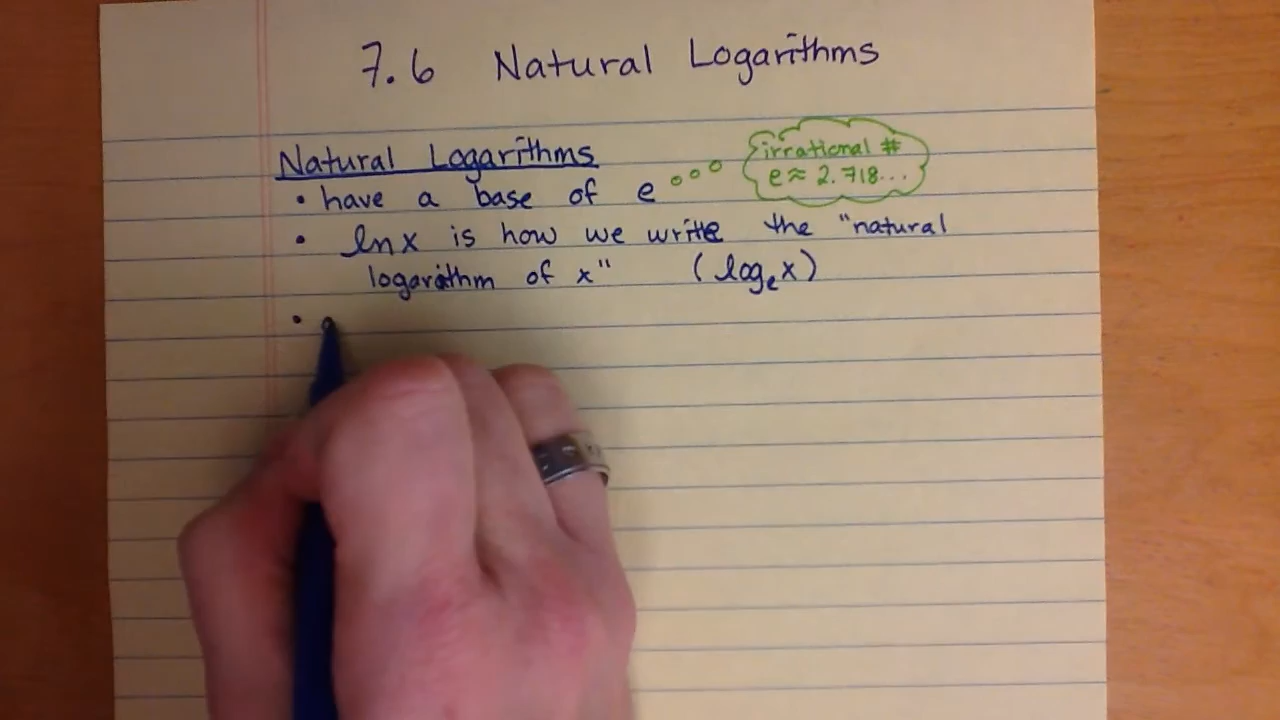 7.6 Natural Logarithms
Natural Logarithms
• have a base of e
irrational #
e ≈ 2.718...
• ln x is how we write the "natural
logarithm of x" (logₑx)
•